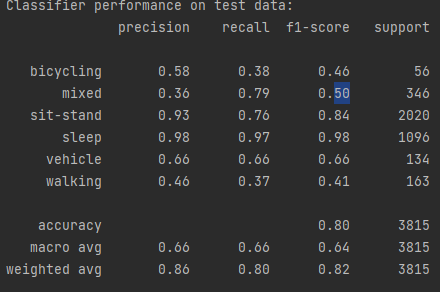 Classifier performance on test data:
precision recall f1-score support
bicycling 0.58 0.38 0.46 56
mixed 0.36 0.79 0.50 346
sit-stand 0.93 0.76 0.84 2020
sleep 0.98 0.97 0.98 1096
vehicle 0.66 0.66 0.66 134
walking 0.46 0.37 0.41 163
accuracy 0.80 3815
macro avg 0.66 0.66 0.64 3815
weighted avg 0.86 0.80 0.82 3815